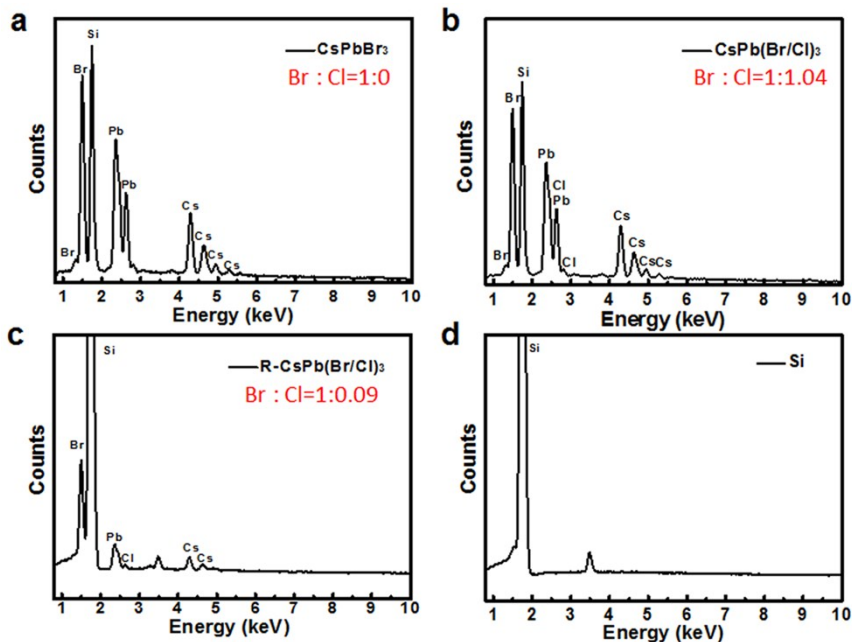 a
Counts
Br
Br
Si
Pb
Pb
Cs
Cs
Cs
Cs
CsPbBr₃
Br : Cl=1:0
1 2 3 4 5 6 7 8 9 10
Energy (keV)
b
Counts
Br
Br
Si
Pb
Cl
Pb
Cl
Cs
Cs
Cs
Cs
CsPb(Br/Cl)₃
Br : Cl=1:1.04
1 2 3 4 5 6 7 8 9 10
Energy (keV)
c
Counts
Br
Si
Pb
Cl
Cs
Cs
R-CsPb(Br/Cl)₃
Br : Cl=1:0.09
1 2 3 4 5 6 7 8 9 10
Energy (keV)
d
Counts
Si
Si
1 2 3 4 5 6 7 8 9 10
Energy (keV)